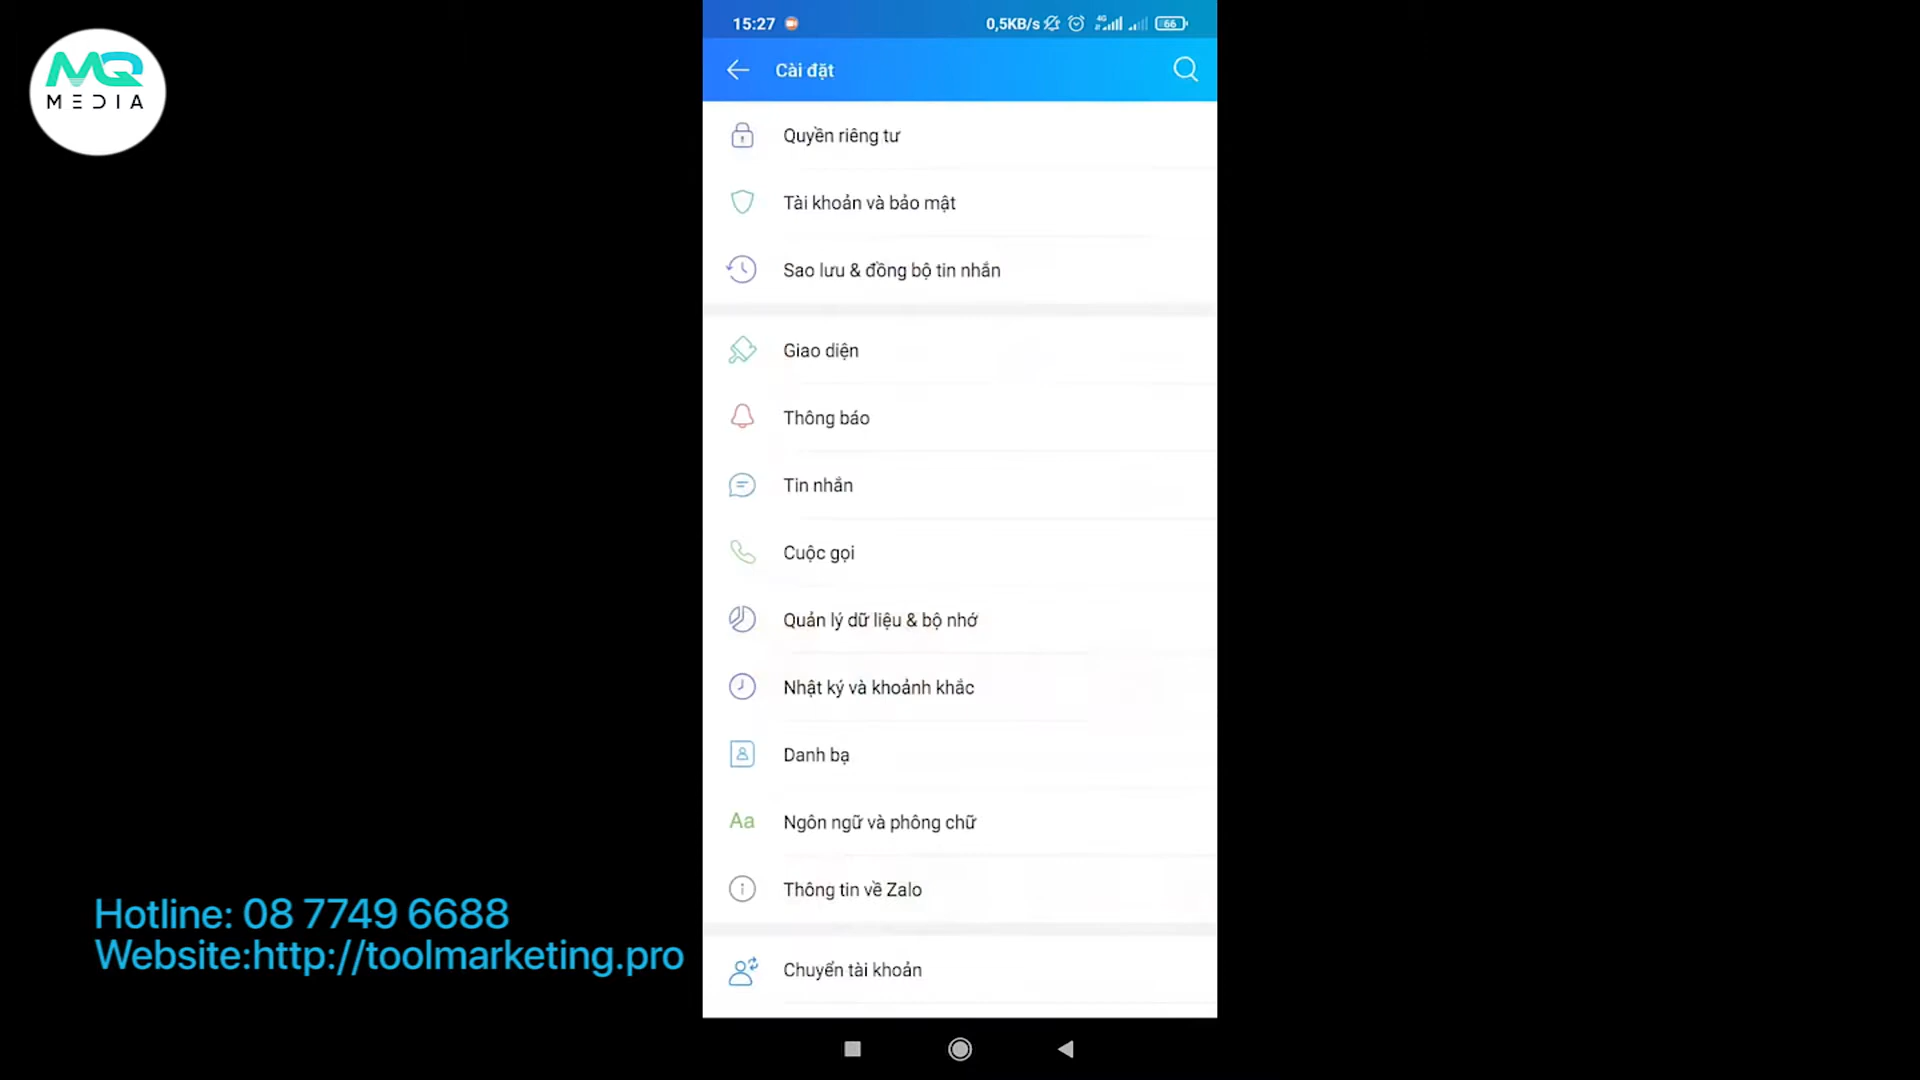 MQ
MEDIA
15:27
0,5KB/s
4G
66
Cài đặt
Quyền riêng tư
Tài khoản và bảo mật
Sao lưu & đồng bộ tin nhắn
Giao diện
Thông báo
Tin nhắn
Cuộc gọi
Quản lý dữ liệu & bộ nhớ
Nhật ký và khoảnh khắc
Danh bạ
Aa
Ngôn ngữ và phông chữ
Thông tin về Zalo
Chuyển tài khoản
Hotline: 08 7749 6688
Website:http://toolmarketing.pro